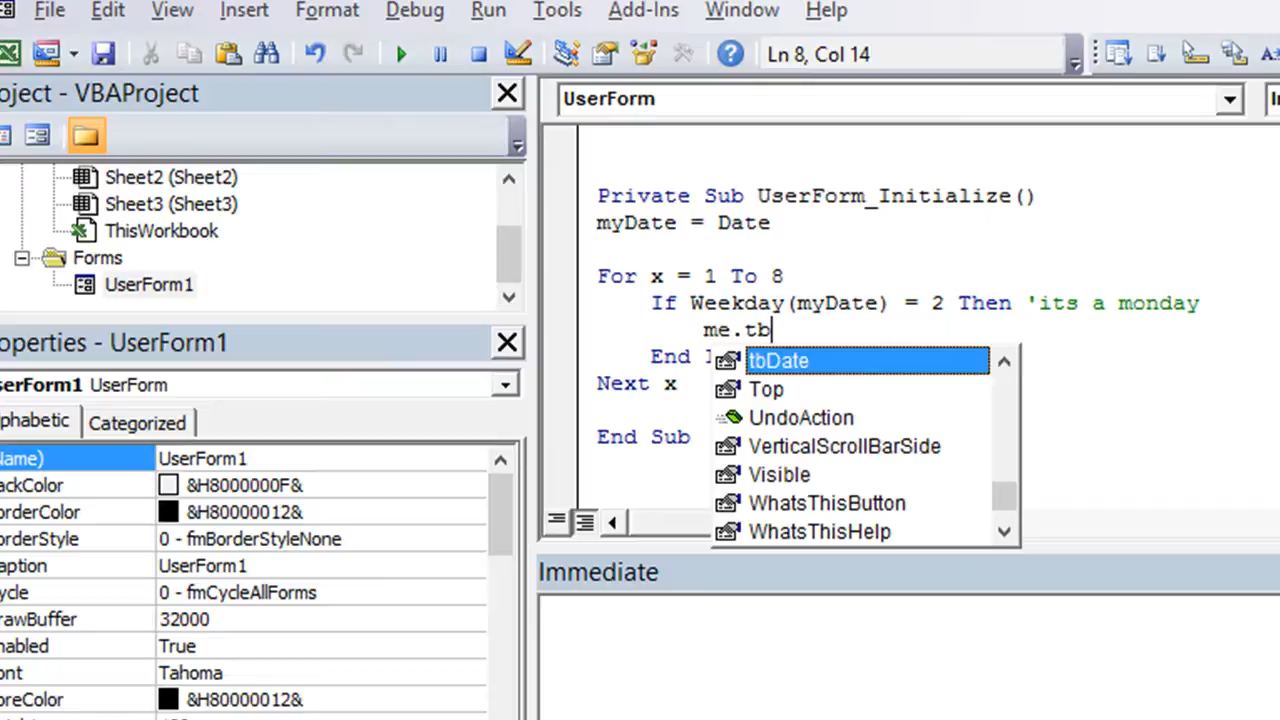 File Edit View Insert Format Debug Run Tools Add-Ins Window Help
Ln 8, Col 14
oject - VBAProject
Sheet2 (Sheet2)
Sheet3 (Sheet3)
ThisWorkbook
Forms
UserForm1
operties - UserForm1
serForm1 UserForm
phabetic Categorized
Name) UserForm1
ackColor &H8000000F&
orderColor &H80000012&
orderStyle 0 - fmBorderStyleNone
aption UserForm1
ycle 0 - fmCycleAllForms
rawBuffer 32000
nabled True
ont Tahoma
oreColor &H80000012&
UserForm
Private Sub UserForm_Initialize()
myDate = Date
For x = 1 To 8
If Weekday(myDate) = 2 Then 'its a monday
me.tb
End I
Next x
End Sub
tbDate
Top
UndoAction
VerticalScrollBarSide
Visible
WhatsThisButton
WhatsThisHelp
Immediate